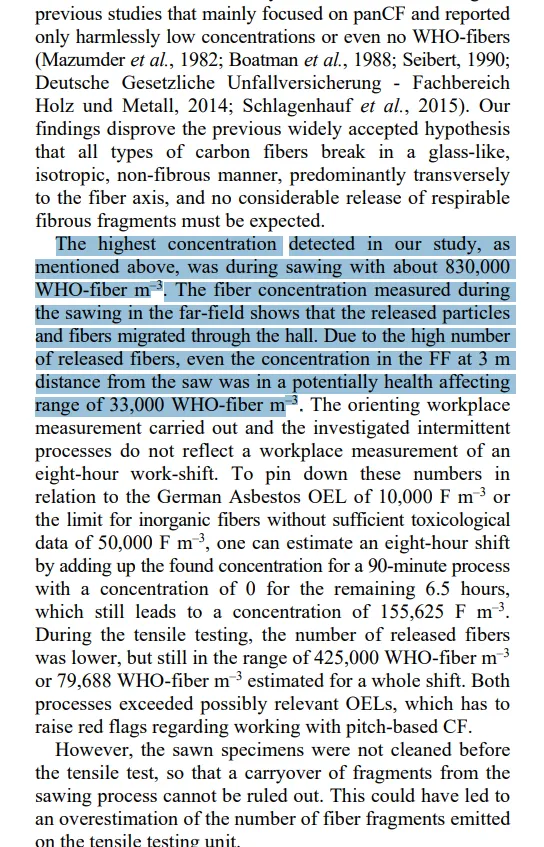 previous studies that mainly focused on panCF and reported
only harmlessly low concentrations or even no WHO-fibers
(Mazumder et al., 1982; Boatman et al., 1988; Seibert, 1990;
Deutsche Gesetzliche Unfallversicherung - Fachbereich
Holz und Metall, 2014; Schlagenhauf et al., 2015). Our
findings disprove the previous widely accepted hypothesis
that all types of carbon fibers break in a glass-like,
isotropic, non-fibrous manner, predominantly transversely
to the fiber axis, and no considerable release of respirable
fibrous fragments must be expected.
The highest concentration detected in our study, as
mentioned above, was during sawing with about 830,000
WHO-fiber m⁻³. The fiber concentration measured during
the sawing in the far-field shows that the released particles
and fibers migrated through the hall. Due to the high number
of released fibers, even the concentration in the FF at 3 m
distance from the saw was in a potentially health affecting
range of 33,000 WHO-fiber m⁻³. The orienting workplace
measurement carried out and the investigated intermittent
processes do not reflect a workplace measurement of an
eight-hour work-shift. To pin down these numbers in
relation to the German Asbestos OEL of 10,000 F m⁻³ or
the limit for inorganic fibers without sufficient toxicological
data of 50,000 F m⁻³, one can estimate an eight-hour shift
by adding up the found concentration for a 90-minute process
with a concentration of 0 for the remaining 6.5 hours,
which still leads to a concentration of 155,625 F m⁻³.
During the tensile testing, the number of released fibers
was lower, but still in the range of 425,000 WHO-fiber m⁻³
or 79,688 WHO-fiber m⁻³ estimated for a whole shift. Both
processes exceeded possibly relevant OELs, which has to
raise red flags regarding working with pitch-based CF.
However, the sawn specimens were not cleaned before
the tensile test, so that a carryover of fragments from the
sawing process cannot be ruled out. This could have led to
an overestimation of the number of fiber fragments emitted
on the tensile testing unit.